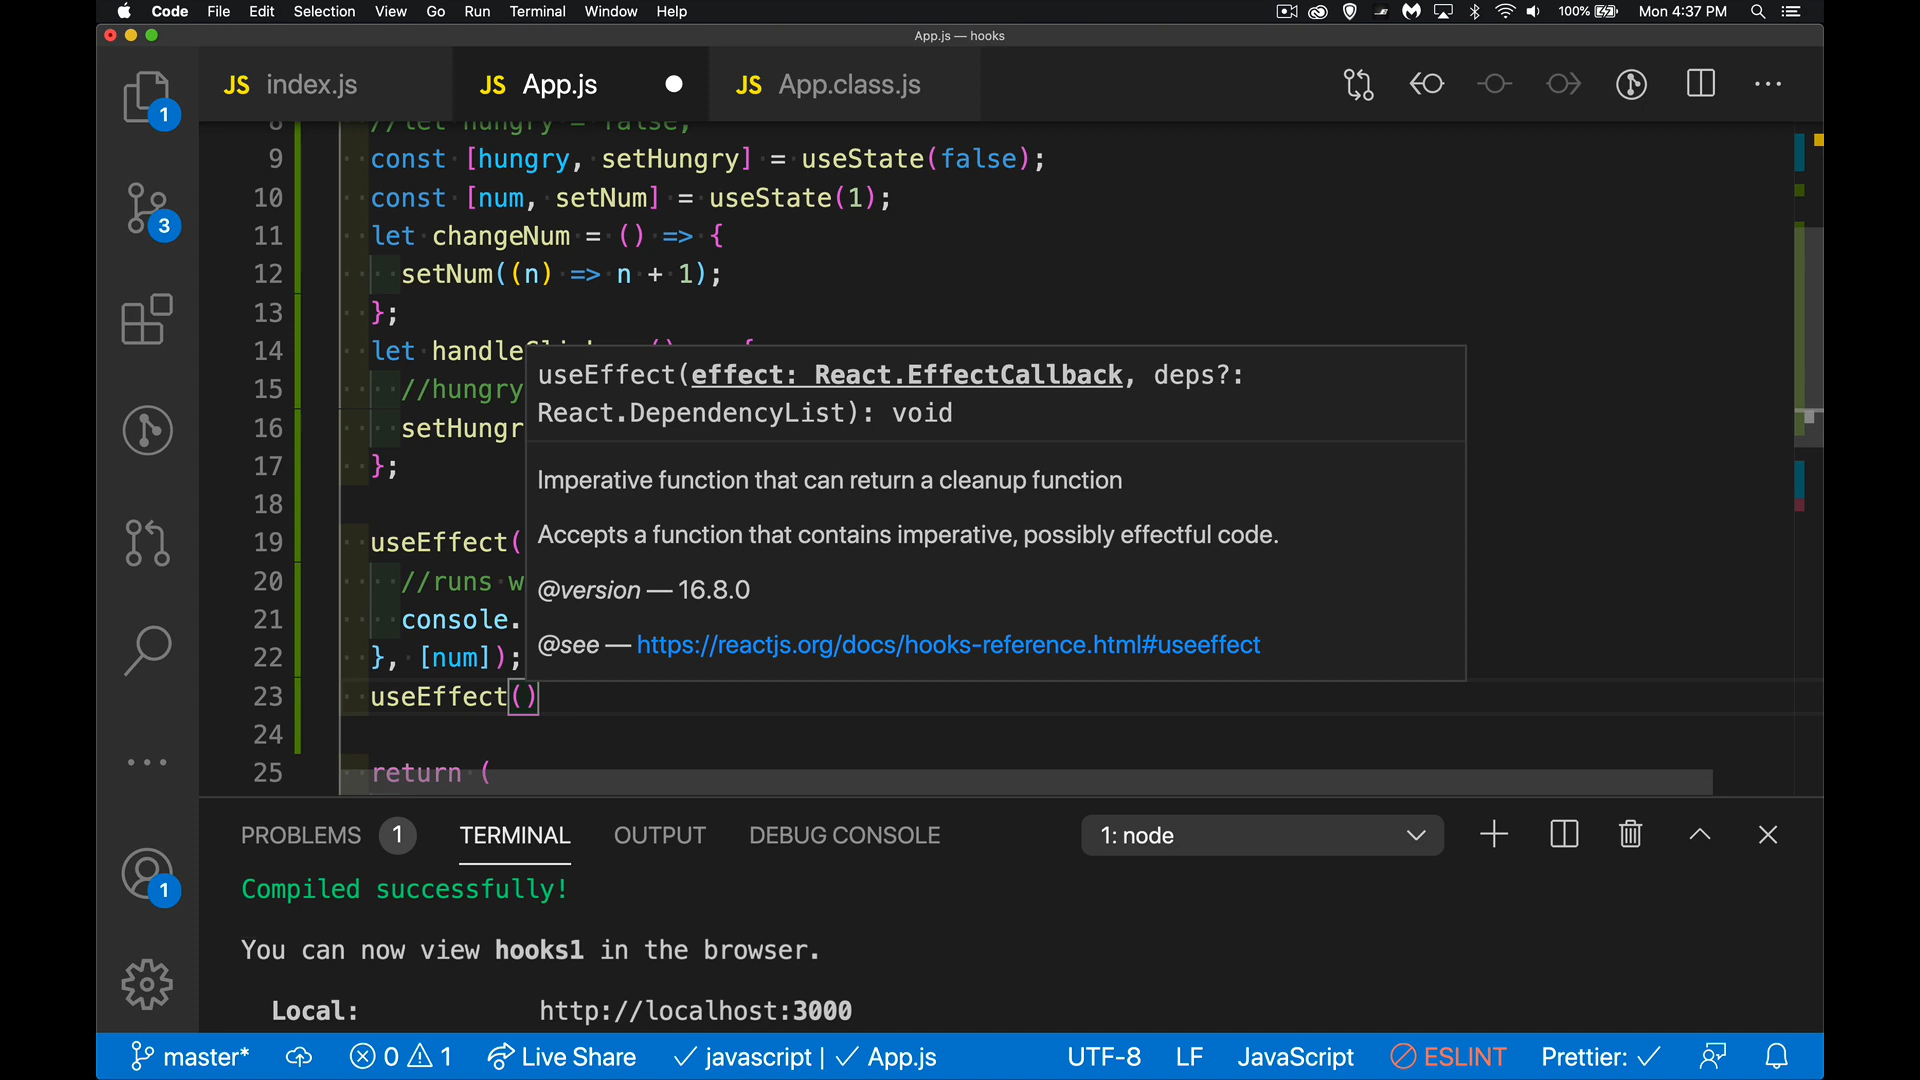 Code File Edit Selection View Go Run Terminal Window Help 100% Mon 4:37 PM
App.js — hooks
JS index.js JS App.js JS App.class.js
1
8 //let hungry = false;
9 const [hungry, setHungry] = useState(false);
10 const [num, setNum] = useState(1);
3
11 let changeNum = () => {
12 setNum((n) => n + 1);
13 };
14 let handle
15 //hungry
16 setHungr
17 };
18
19 useEffect(
20 //runs w
21 console.
22 }, [num]);
23 useEffect()
24
25 return (
useEffect(effect: React.EffectCallback, deps?:
React.DependencyList): void
Imperative function that can return a cleanup function
Accepts a function that contains imperative, possibly effectful code.
@version — 16.8.0
@see — https://reactjs.org/docs/hooks-reference.html#useeffect
PROBLEMS 1 TERMINAL OUTPUT DEBUG CONSOLE 1: node
1
Compiled successfully!
You can now view hooks1 in the browser.
Local: http://localhost:3000
master* 0 1 Live Share javascript | App.js UTF-8 LF JavaScript ESLINT Prettier: